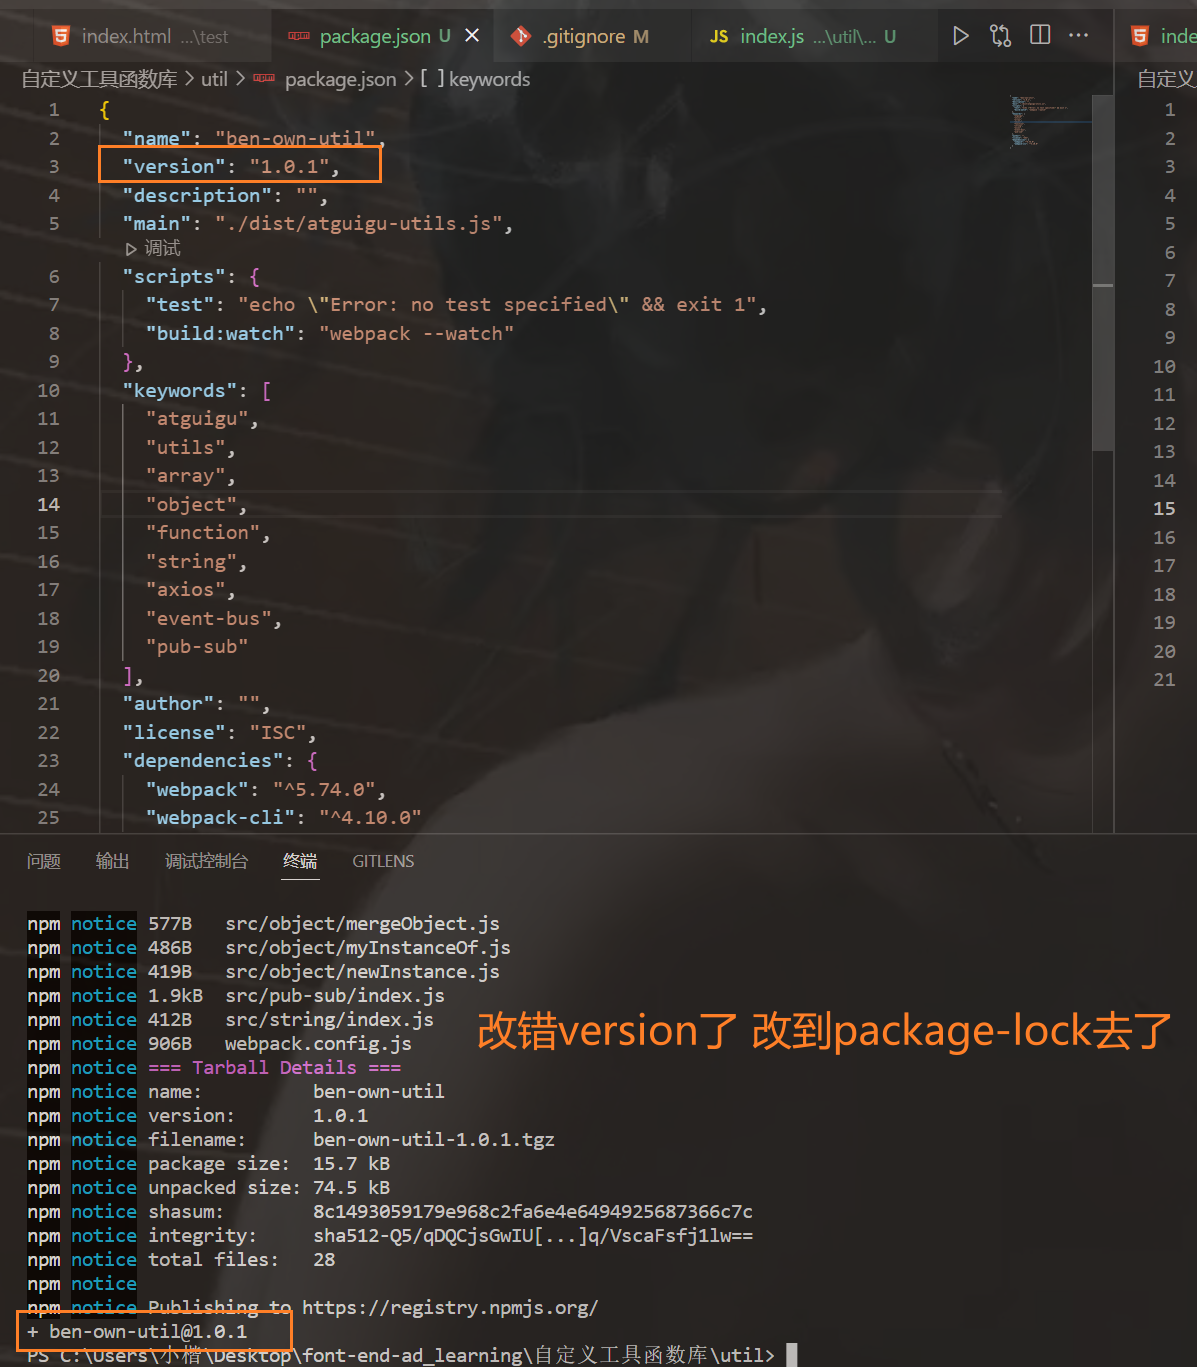 index.html ...\test package.json U .gitignore M JS index.js ...\util\... U ··· inde
自定义工具函数库 > util > package.json > [ ] keywords 自定义
1 {
2 "name": "ben-own-util",
3 "version": "1.0.1",
4 "description": "",
5 "main": "./dist/atguigu-utils.js",
调试
6 "scripts": {
7 "test": "echo \"Error: no test specified\" && exit 1",
8 "build:watch": "webpack --watch"
9 },
10 "keywords": [
11 "atguigu",
12 "utils",
13 "array",
14 "object",
15 "function",
16 "string",
17 "axios",
18 "event-bus",
19 "pub-sub"
20 ],
21 "author": "",
22 "license": "ISC",
23 "dependencies": {
24 "webpack": "^5.74.0",
25 "webpack-cli": "^4.10.0"
1
2
3
4
5
6
7
8
9
10
11
12
13
14
15
16
17
18
19
20
21
问题 输出 调试控制台 终端 GITLENS
npm notice 577B src/object/mergeObject.js
npm notice 486B src/object/myInstanceOf.js
npm notice 419B src/object/newInstance.js
npm notice 1.9kB src/pub-sub/index.js
npm notice 412B src/string/index.js
npm notice 906B webpack.config.js
改错version了 改到package-lock去了
npm notice === Tarball Details ===
npm notice name: ben-own-util
npm notice version: 1.0.1
npm notice filename: ben-own-util-1.0.1.tgz
npm notice package size: 15.7 kB
npm notice unpacked size: 74.5 kB
npm notice shasum: 8c1493059179e968c2fa6e4e6494925687366c7c
npm notice integrity: sha512-Q5/qDQCjsGwIU[...]q/VscaFsfj1lw==
npm notice total files: 28
npm notice
npm notice Publishing to https://registry.npmjs.org/
+ ben-own-util@1.0.1
PS C:\Users\小楷\Desktop\font-end-ad_learning\自定义工具函数库\util>